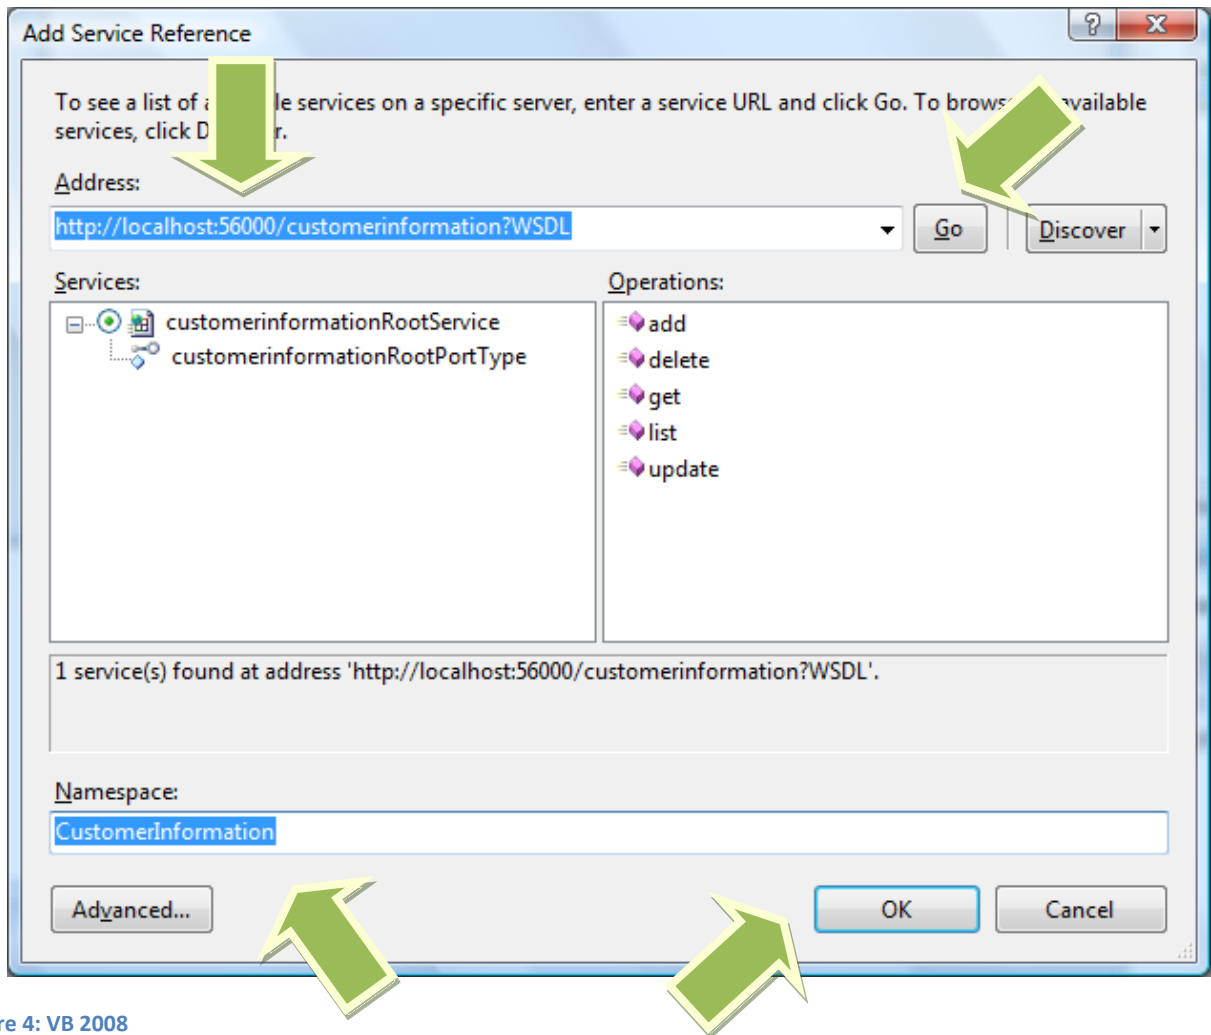 Add Service Reference
To see a list of a le services on a specific server, enter a service URL and click Go. To brows available
services, click D r.
Address:
http://localhost:56000/customerinformation?WSDL
Go
Discover
Services:
Operations:
customerinformationRootService
customerinformationRootPortType
add
delete
get
list
update
1 service(s) found at address 'http://localhost:56000/customerinformation?WSDL'.
Namespace:
CustomerInformation
Advanced...
OK
Cancel
re 4: VB 2008